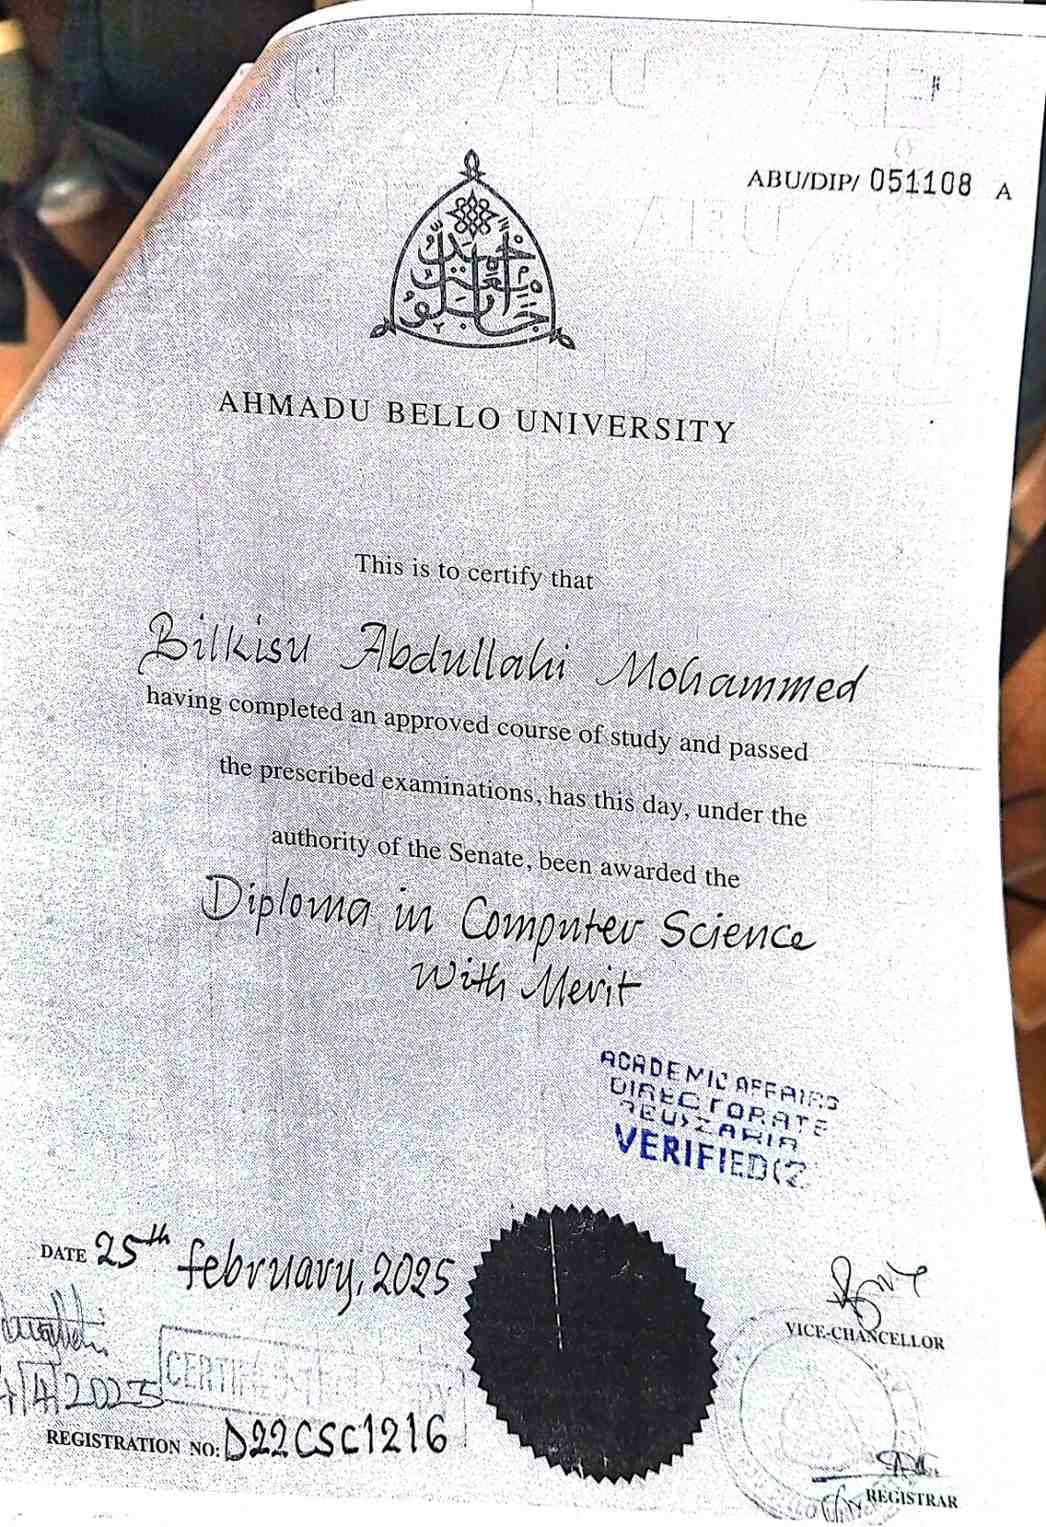 ABU/DIP/ 051108 A
AHMADU BELLO UNIVERSITY
This is to certify that
Bilkisu Abdullahi Mohammed
having completed an approved course of study and passed
the prescribed examinations, has this day, under the
authority of the Senate, been awarded the
Diploma in Computer Science
With Merit
ACADEMIC AFFAIRS
DIRECTORATE
ZARIA
VERIFIED
DATE 25th february, 2025
VICE-CHANCELLOR
REGISTRATION NO: D22CSC1216
REGISTRAR